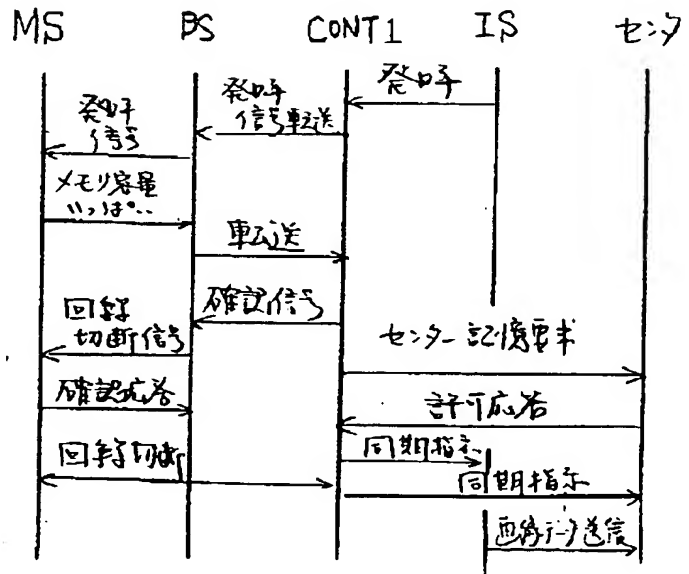 MS BS CONT1 IS センタ
発呼
発呼
信号転送
発呼
信号
メモリ容量
いっぱい
転送
確認信号
回線
切断信号
センター記憶要求
確認応答
許可応答
回線切断
同期指示
同期指示
画像データ送信